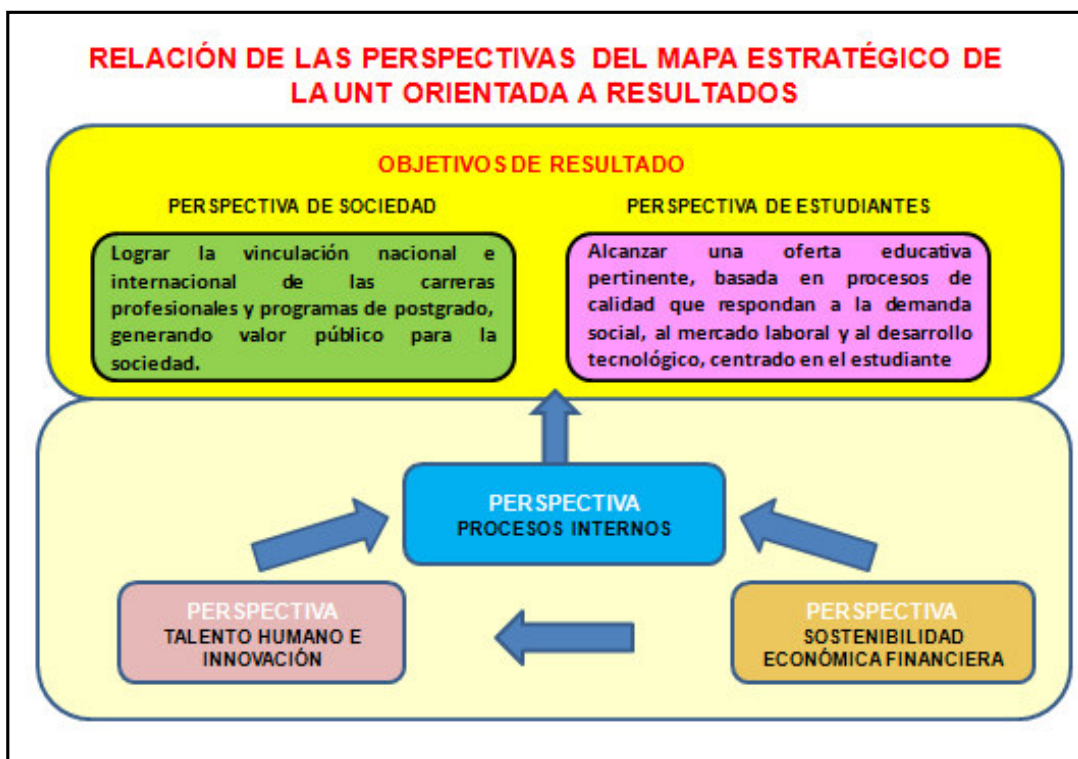 RELACIÓN DE LAS PERSPECTIVAS DEL MAPA ESTRATÉGICO DE
LA UNT ORIENTADA A RESULTADOS
OBJETIVOS DE RESULTADO
PERSPECTIVA DE SOCIEDAD
Lograr la vinculación nacional e
internacional de las carreras
profesionales y programas de postgrado,
generando valor público para la
sociedad.
PERSPECTIVA DE ESTUDIANTES
Alcanzar una oferta educativa
pertinente, basada en procesos de
calidad que respondan a la demanda
social, al mercado laboral y al desarrollo
tecnológico, centrado en el estudiante
PERSPECTIVA
PROCESOS INTERNOS
PERSPECTIVA
TALENTO HUMANO E
INNOVACIÓN
PERSPECTIVA
SOSTENIBILIDAD
ECONÓMICA FINANCIERA